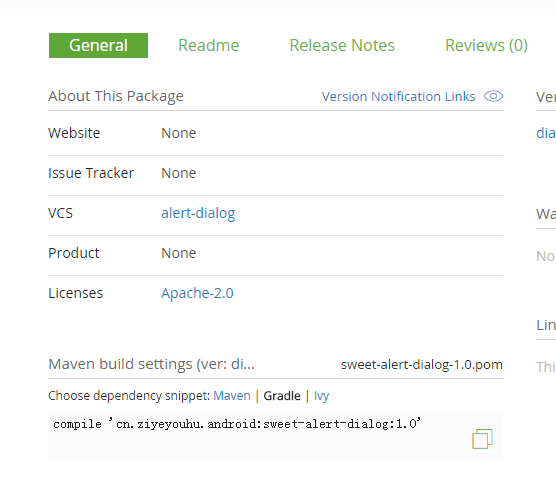 General Readme Release Notes Reviews (0)
About This Package Version Notification Links Ve
Website None dia
Issue Tracker None
VCS alert-dialog Wa
Product None No
Licenses Apache-2.0
Lin
Maven build settings (ver: di... sweet-alert-dialog-1.0.pom Thi
Choose dependency snippet: Maven | Gradle | Ivy
compile 'cn.ziyeyouhu.android:sweet-alert-dialog:1.0'